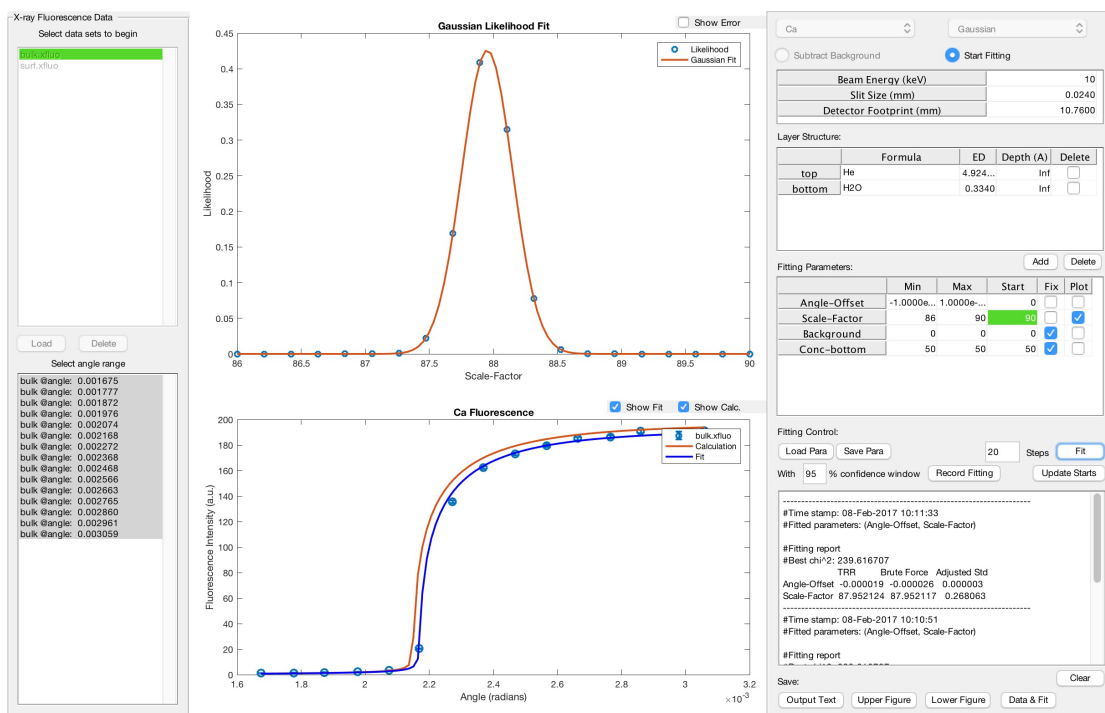 X-ray Fluorescence Data
Select data sets to begin
bulk.xfluo
surf.xfluo
Load Delete
Select angle range
bulk @angle: 0.001675
bulk @angle: 0.001777
bulk @angle: 0.001872
bulk @angle: 0.001976
bulk @angle: 0.002074
bulk @angle: 0.002168
bulk @angle: 0.002272
bulk @angle: 0.002368
bulk @angle: 0.002468
bulk @angle: 0.002566
bulk @angle: 0.002663
bulk @angle: 0.002765
bulk @angle: 0.002860
bulk @angle: 0.002961
bulk @angle: 0.003059
Gaussian Likelihood Fit
Show Error
Likelihood
Gaussian Fit
0.45
0.4
0.35
0.3
0.25
0.2
0.15
0.1
0.05
0
Likelihood
86 87 88 89 90
86 86.5 87 87.5 88 88.5 89 89.5 90
Scale-Factor
Ca Fluorescence
Show Fit Show Calc.
bulk.xfluo
Calculation
Fit
200
180
160
140
120
100
80
60
40
20
0
Fluorescence Intensity (a.u.)
1.6 1.8 2 2.2 2.4 2.6 2.8 3 3.2
Angle (radians)
×10⁻³
Ca Gaussian
Subtract Background Start Fitting
Beam Energy (keV) 10
Slit Size (mm) 0.0240
Detector Footprint (mm) 10.7600
Layer Structure:
Formula ED Depth (A) Delete
top He 4.924... Inf
bottom H2O 0.3340 Inf
Add Delete
Fitting Parameters:
Min Max Start Fix Plot
Angle-Offset -1.0000e... 1.0000e-... 0
Scale-Factor 86 90 90
Background 0 0 0
Conc-bottom 50 50 50
Fitting Control:
Load Para Save Para 20 Steps Fit
With 95 % confidence window Record Fitting Update Starts
#Time stamp: 08-Feb-2017 10:11:33
#Fitted parameters: (Angle-Offset, Scale-Factor)
#Fitting report
#Best chi^2: 239.616707
TRR Brute Force Adjusted Std
Angle-Offset -0.000019 -0.000026 0.000003
Scale-Factor 87.952124 87.952117 0.268063
#Time stamp: 08-Feb-2017 10:10:51
#Fitted parameters: (Angle-Offset, Scale-Factor)
#Fitting report
Clear
Save:
Output Text Upper Figure Lower Figure Data & Fit